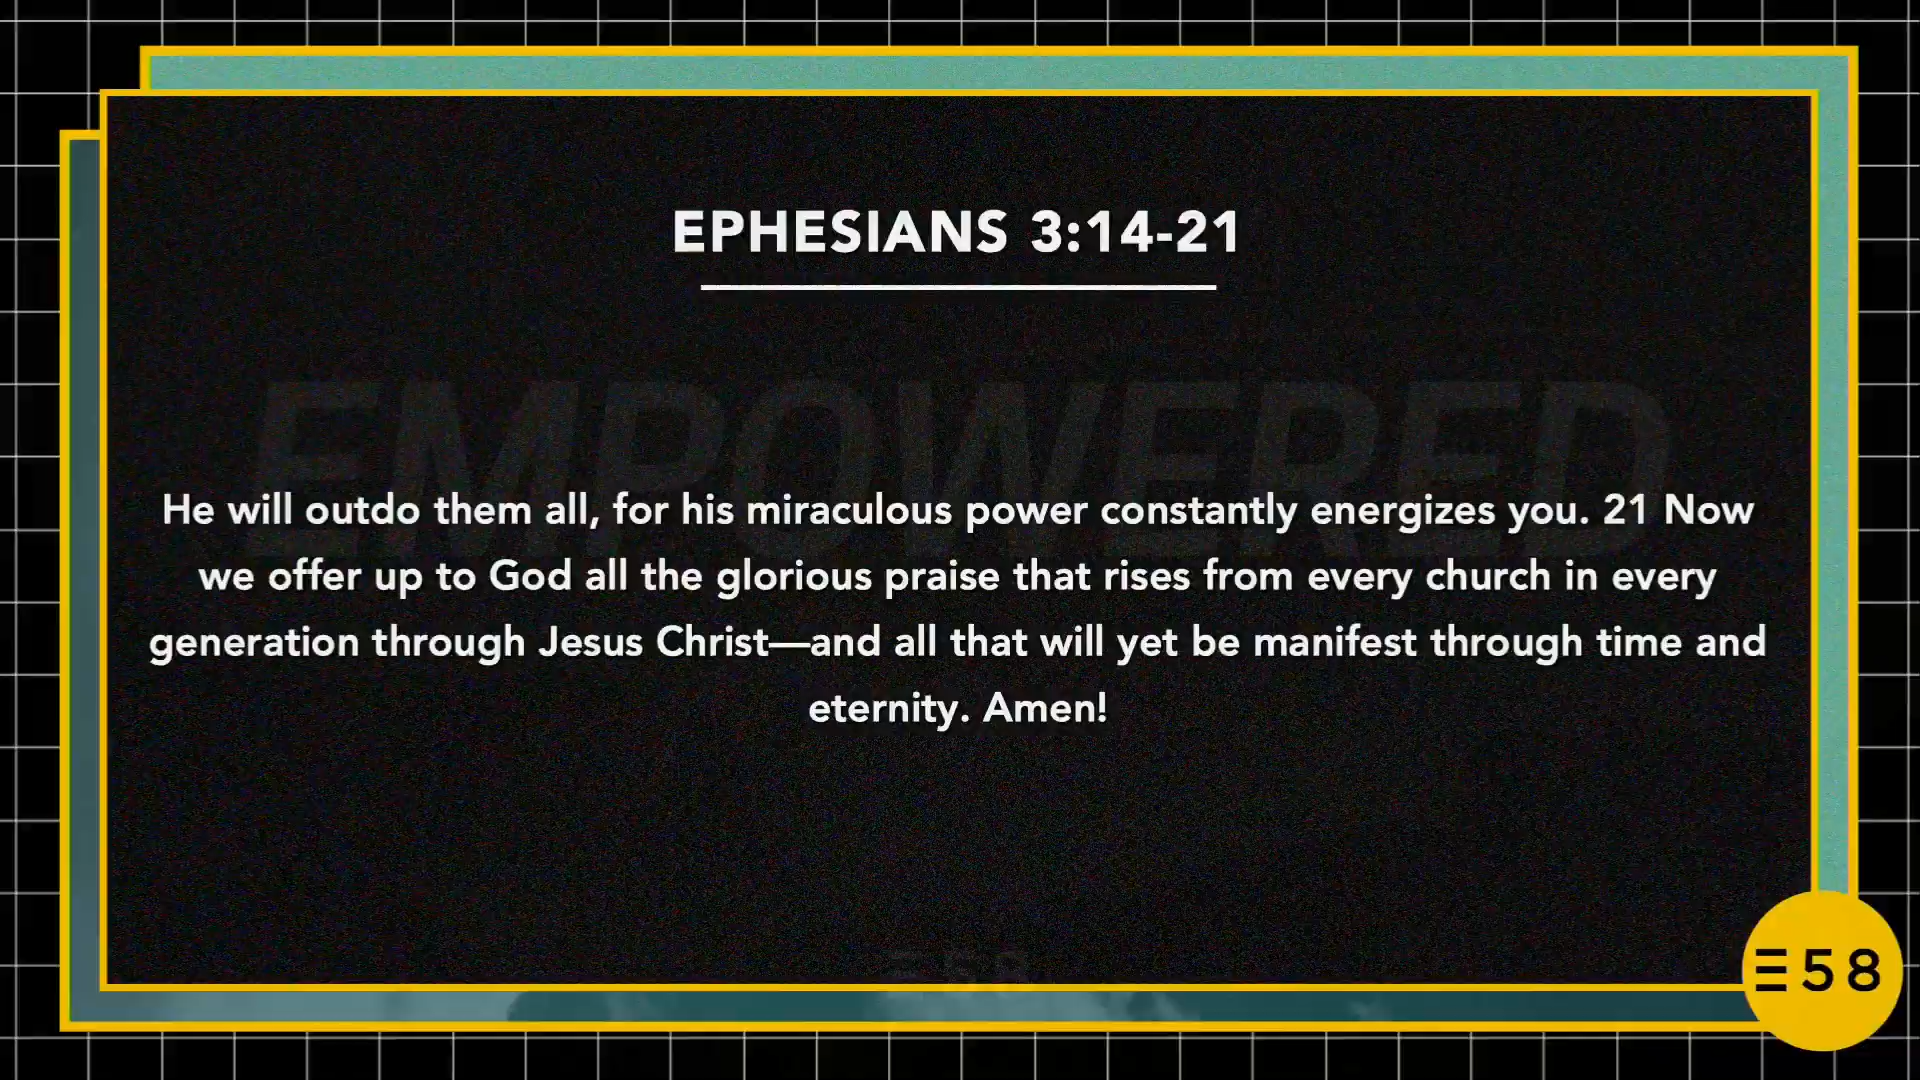 EPHESIANS 3:14-21
EMPOWERED
He will outdo them all, for his miraculous power constantly energizes you. 21 Now
we offer up to God all the glorious praise that rises from every church in every
generation through Jesus Christ—and all that will yet be manifest through time and
eternity. Amen!
58
58